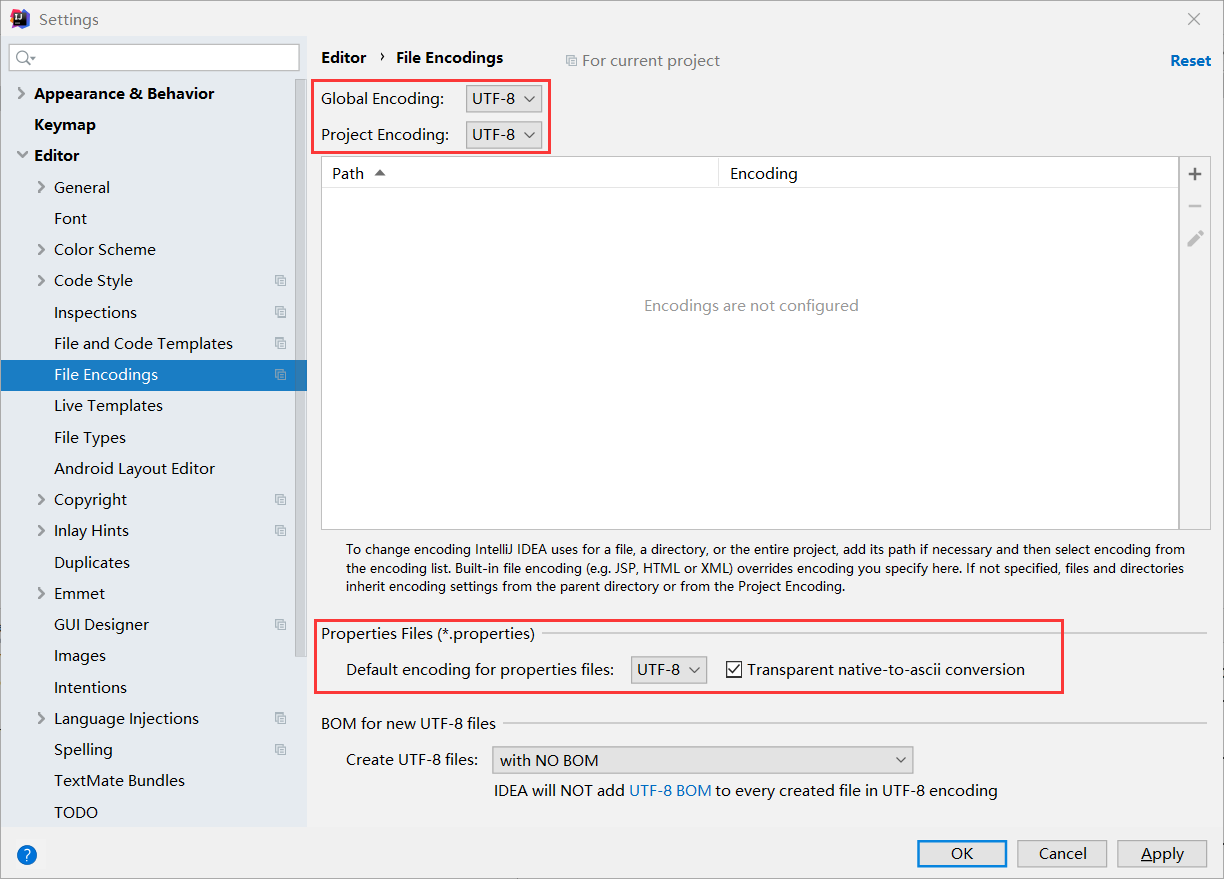 Settings
Editor › File Encodings
For current project
Reset
Appearance & Behavior
Keymap
Editor
General
Font
Color Scheme
Code Style
Inspections
File and Code Templates
File Encodings
Live Templates
File Types
Android Layout Editor
Copyright
Inlay Hints
Duplicates
Emmet
GUI Designer
Images
Intentions
Language Injections
Spelling
TextMate Bundles
TODO
Global Encoding: UTF-8
Project Encoding: UTF-8
Path Encoding
Encodings are not configured
To change encoding IntelliJ IDEA uses for a file, a directory, or the entire project, add its path if necessary and then select encoding from
the encoding list. Built-in file encoding (e.g. JSP, HTML or XML) overrides encoding you specify here. If not specified, files and directories
inherit encoding settings from the parent directory or from the Project Encoding.
Properties Files (*.properties)
Default encoding for properties files: UTF-8 Transparent native-to-ascii conversion
BOM for new UTF-8 files
Create UTF-8 files: with NO BOM
IDEA will NOT add UTF-8 BOM to every created file in UTF-8 encoding
?
OK Cancel Apply